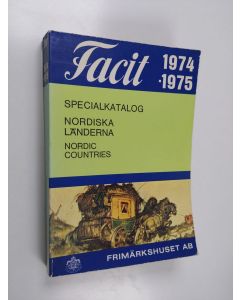 Facit 1974
-1975
SPECIALKATALOG
NORDISKA
LÄNDERNA
NORDIC
COUNTRIES
FRIMÄRKSHUSET AB